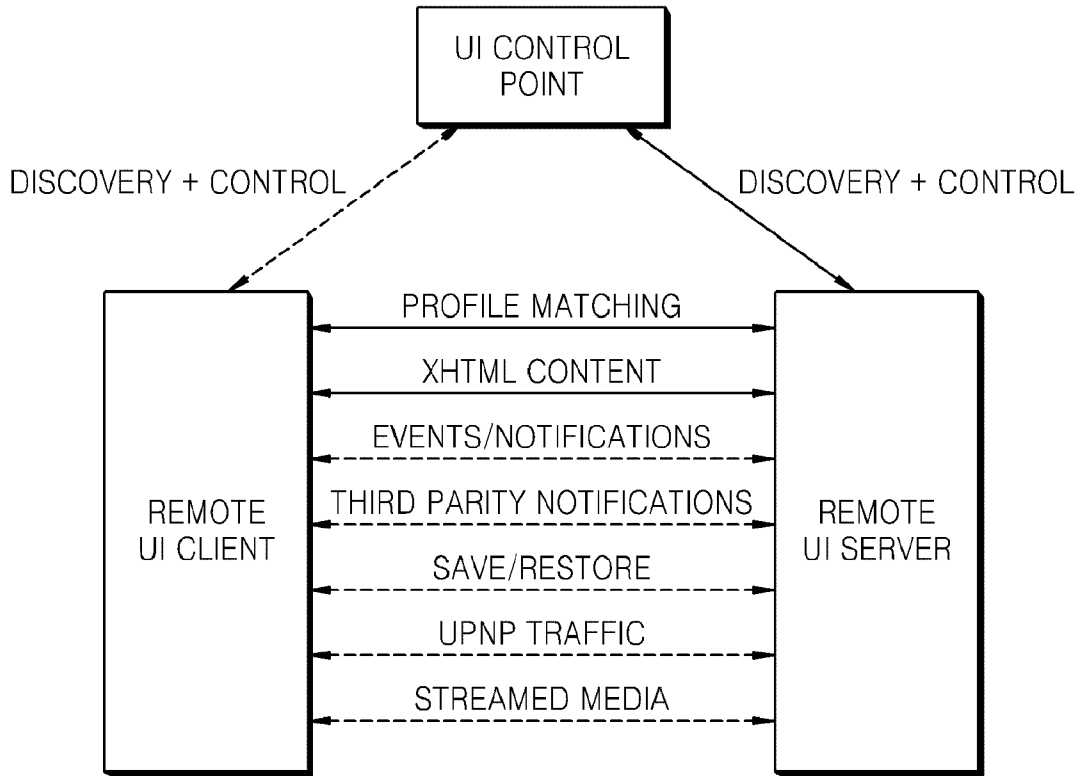 UI CONTROL
POINT
DISCOVERY + CONTROL
DISCOVERY + CONTROL
PROFILE MATCHING
XHTML CONTENT
EVENTS/NOTIFICATIONS
THIRD PARITY NOTIFICATIONS
REMOTE
UI CLIENT
REMOTE
UI SERVER
SAVE/RESTORE
UPNP TRAFFIC
STREAMED MEDIA